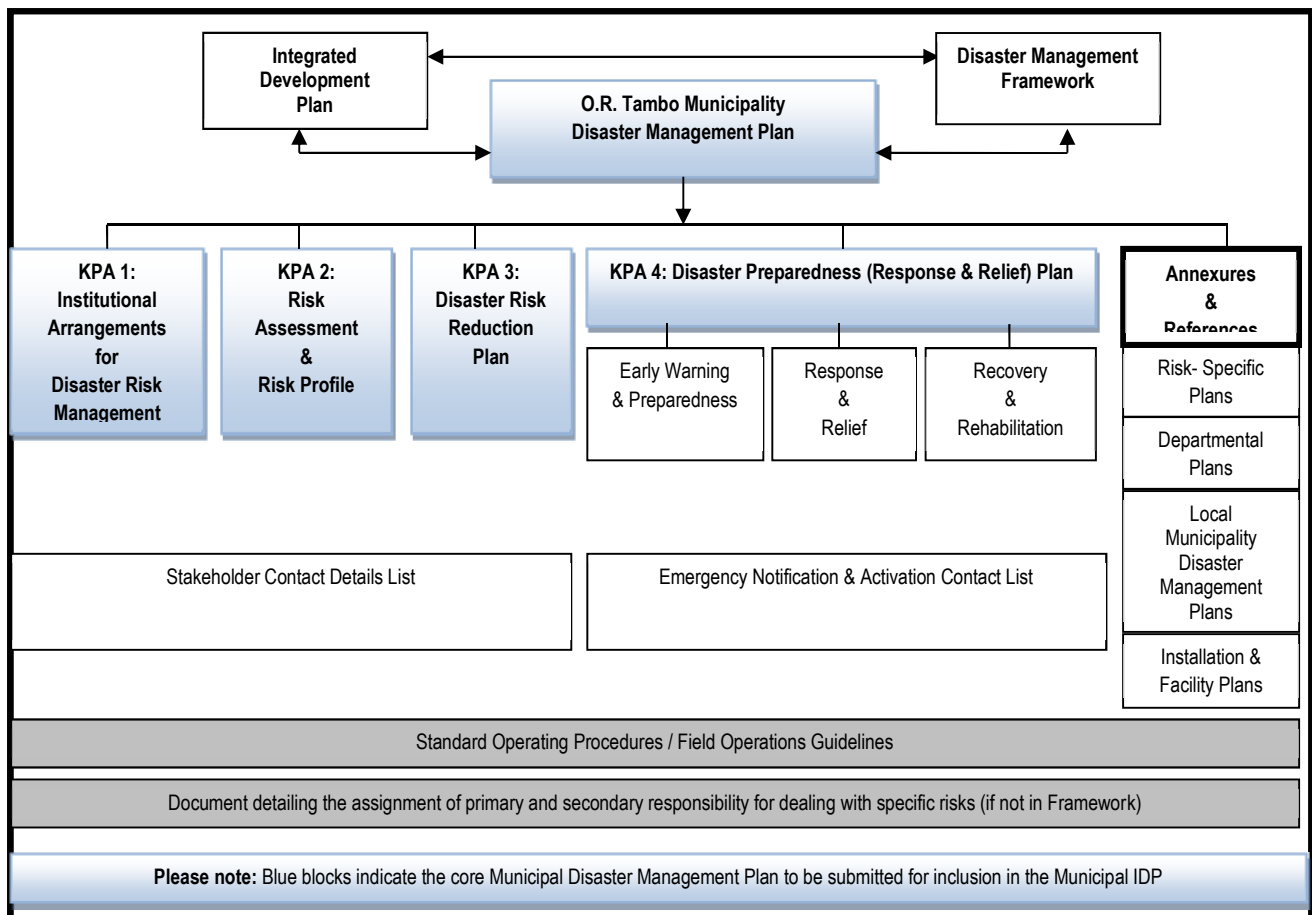 Integrated
Development
Plan
Disaster Management
Framework
O.R. Tambo Municipality
Disaster Management Plan
KPA 1:
Institutional
Arrangements
for
Disaster Risk
Management
KPA 2:
Risk
Assessment
&
Risk Profile
KPA 3:
Disaster Risk
Reduction
Plan
KPA 4: Disaster Preparedness (Response & Relief) Plan
Early Warning
& Preparedness
Response
&
Relief
Recovery
&
Rehabilitation
Annexures
&
References
Risk- Specific
Plans
Departmental
Plans
Local
Municipality
Disaster
Management
Plans
Installation &
Facility Plans
Stakeholder Contact Details List
Emergency Notification & Activation Contact List
Standard Operating Procedures / Field Operations Guidelines
Document detailing the assignment of primary and secondary responsibility for dealing with specific risks (if not in Framework)
Please note: Blue blocks indicate the core Municipal Disaster Management Plan to be submitted for inclusion in the Municipal IDP